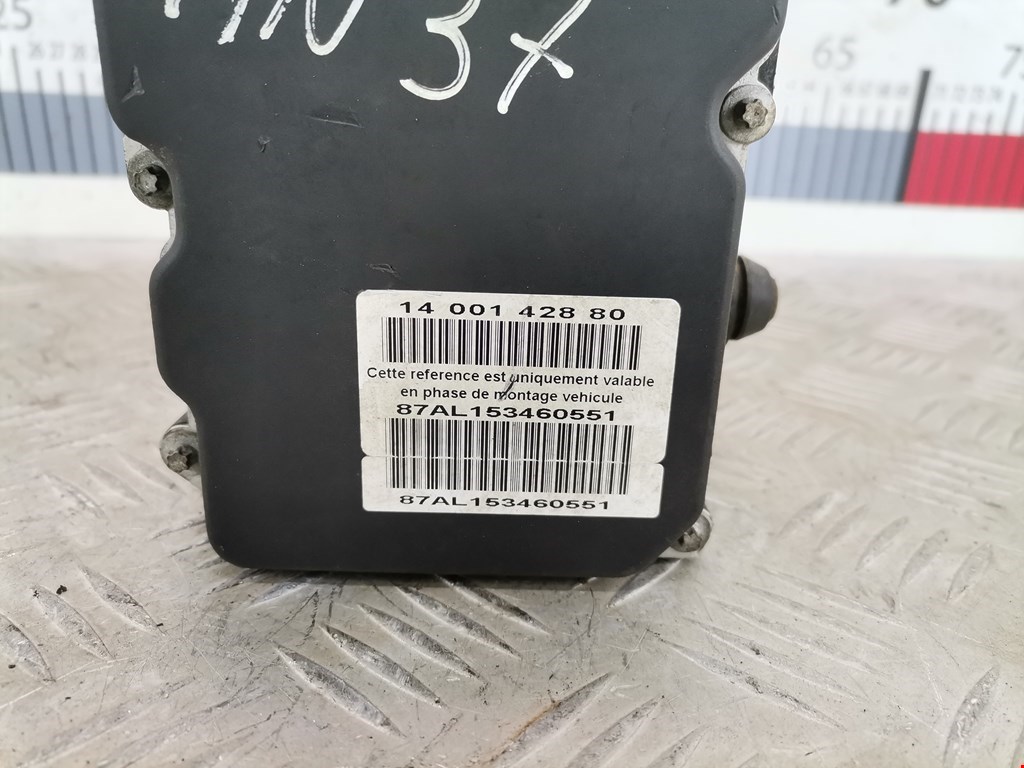 37
65
14 001 428 80
Cette reference est uniquement valable
en phase de montage vehicule
87AL153460551
87AL153460551